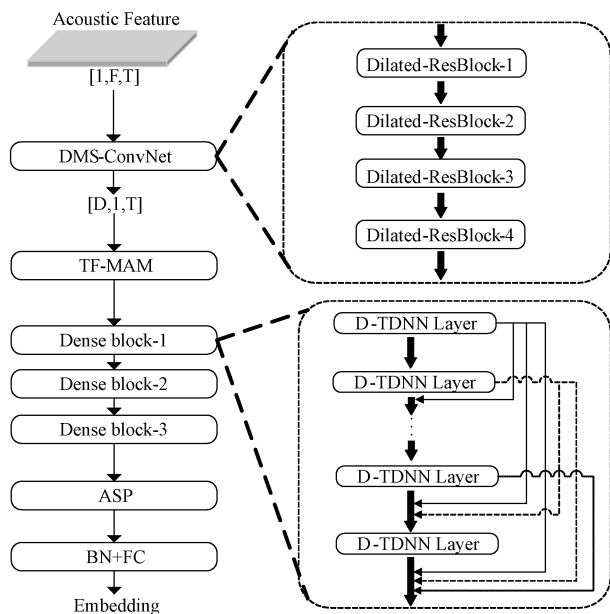 Acoustic Feature
[1,F,T]
DMS-ConvNet
[D,1,T]
TF-MAM
Dense block-1
Dense block-2
Dense block-3
ASP
BN+FC
Embedding
Dilated-ResBlock-1
Dilated-ResBlock-2
Dilated-ResBlock-3
Dilated-ResBlock-4
D-TDNN Layer
D-TDNN Layer
D-TDNN Layer
D-TDNN Layer